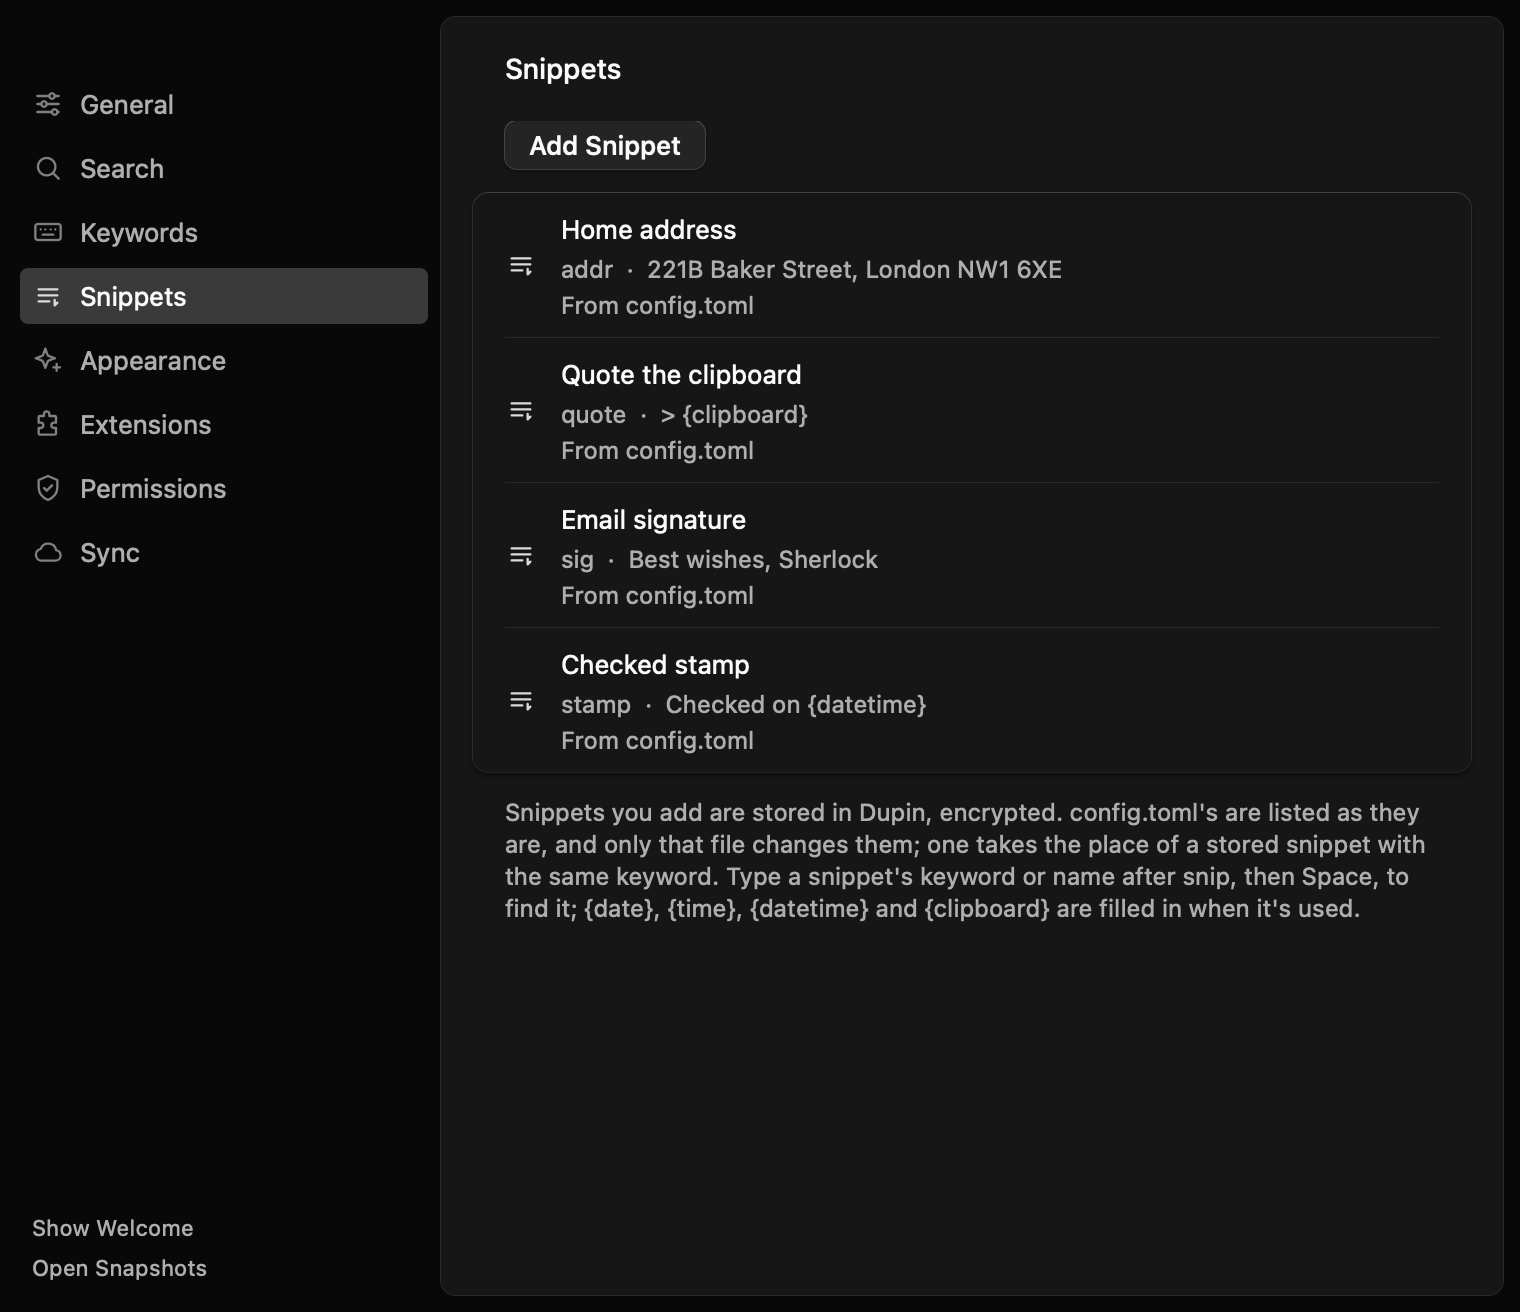 General
Search
Keywords
Snippets
Appearance
Extensions
Permissions
Sync
Show Welcome
Open Snapshots
Snippets
Add Snippet
Home address
addr · 221B Baker Street, London NW1 6XE
From config.toml
Quote the clipboard
quote · > {clipboard}
From config.toml
Email signature
sig · Best wishes, Sherlock
From config.toml
Checked stamp
stamp · Checked on {datetime}
From config.toml
Snippets you add are stored in Dupin, encrypted. config.toml's are listed as they
are, and only that file changes them; one takes the place of a stored snippet with
the same keyword. Type a snippet's keyword or name after snip, then Space, to
find it; {date}, {time}, {datetime} and {clipboard} are filled in when it's used.